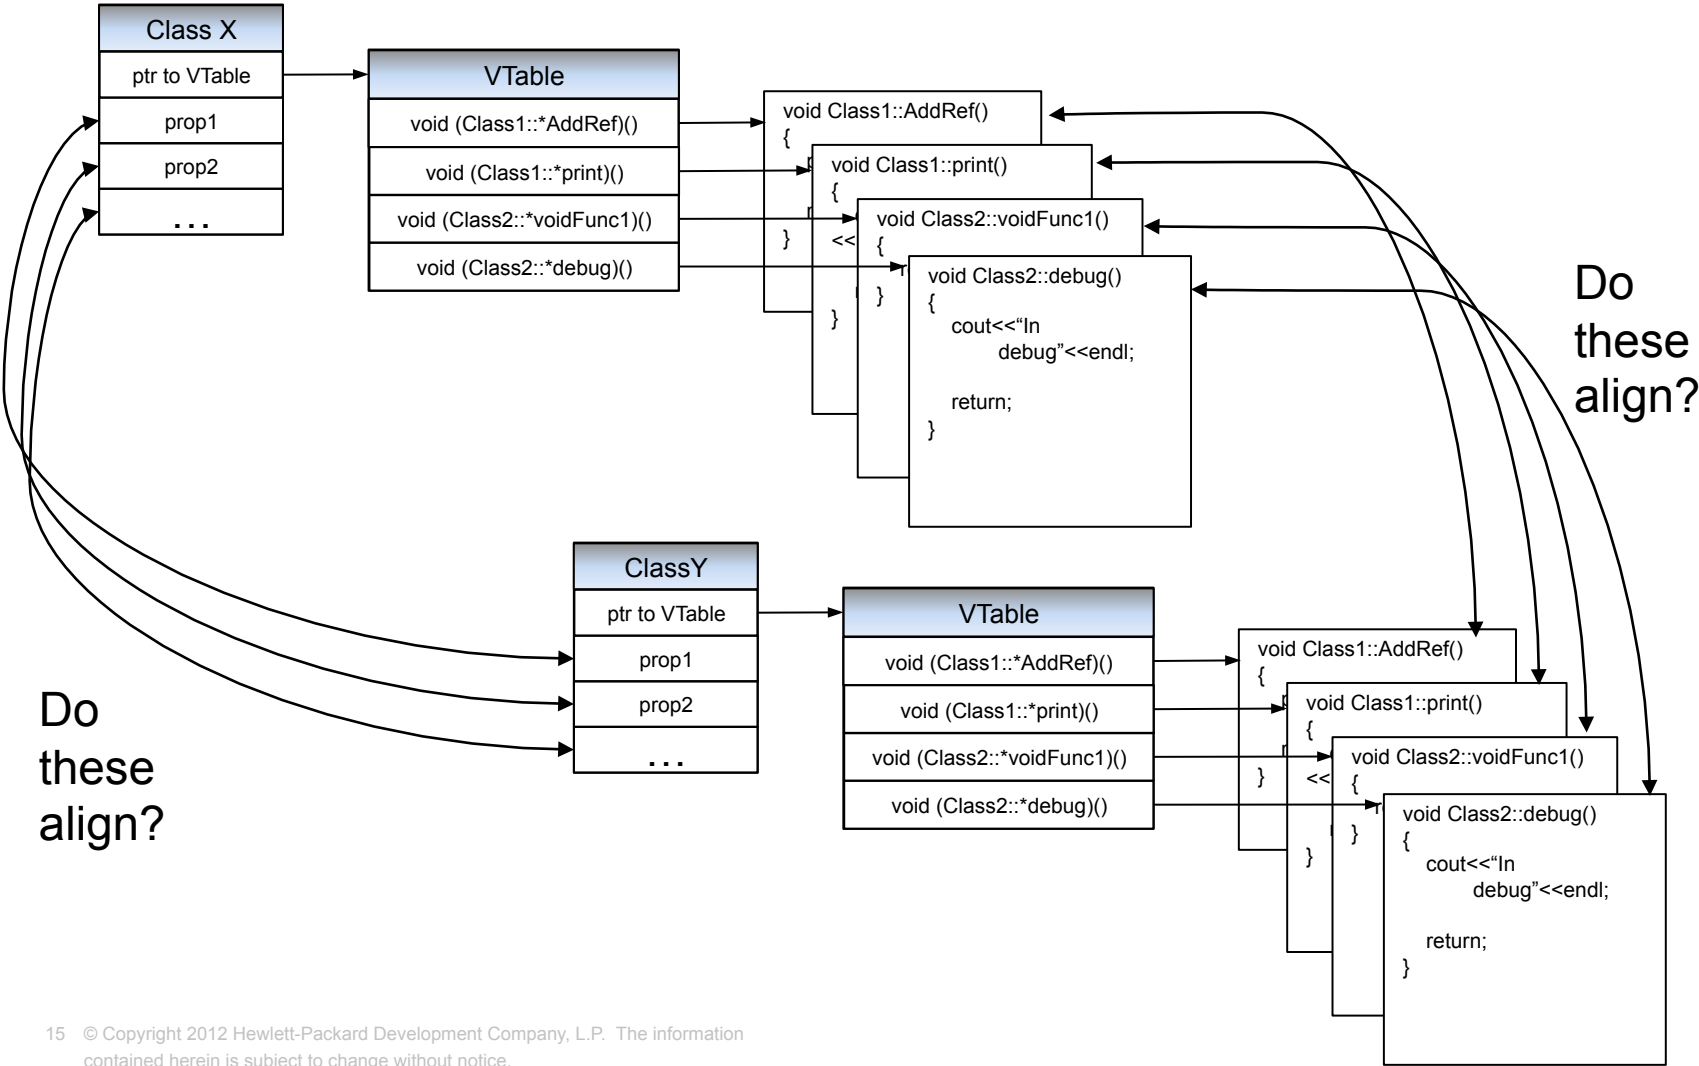 Class X
ptr to VTable
prop1
prop2
...
VTable
void (Class1::*AddRef)()
void (Class1::*print)()
void (Class2::*voidFunc1)()
void (Class2::*debug)()
void Class1::AddRef()
{
}
void Class1::print()
{
<<
}
void Class2::voidFunc1()
{
}
void Class2::debug()
{
cout<<“In
debug”<<endl;
return;
}
Do
these
align?
ClassY
ptr to VTable
prop1
prop2
...
VTable
void (Class1::*AddRef)()
void (Class1::*print)()
void (Class2::*voidFunc1)()
void (Class2::*debug)()
void Class1::AddRef()
{
}
void Class1::print()
{
<<
}
void Class2::voidFunc1()
{
}
void Class2::debug()
{
cout<<“In
debug”<<endl;
return;
}
Do
these
align?
15 © Copyright 2012 Hewlett-Packard Development Company, L.P. The information
contained herein is subject to change without notice.